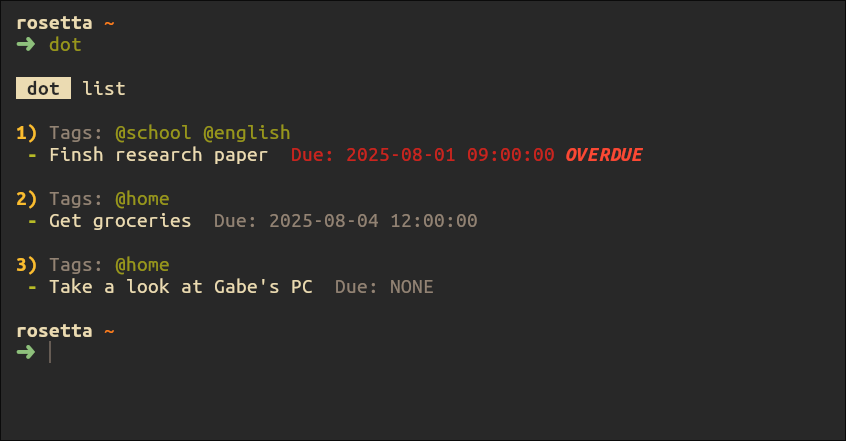 rosetta ~
➜ dot
dot list
1) Tags: @school @english
- Finsh research paper  Due: 2025-08-01 09:00:00 OVERDUE
2) Tags: @home
- Get groceries  Due: 2025-08-04 12:00:00
3) Tags: @home
- Take a look at Gabe's PC  Due: NONE
rosetta ~
➜